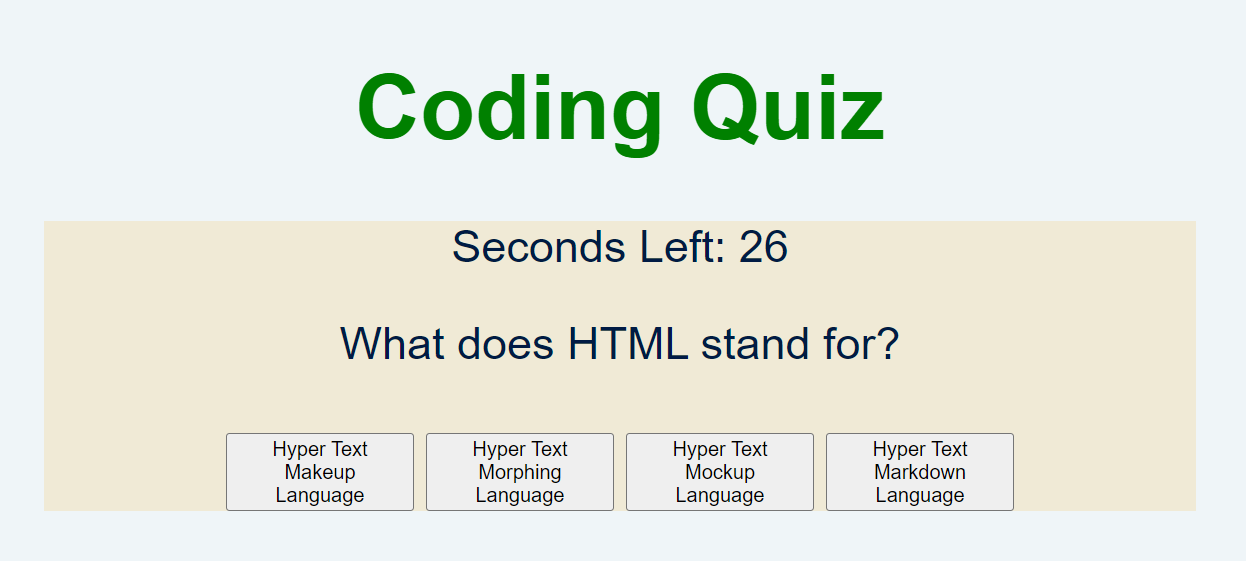 Coding Quiz
Seconds Left: 26
What does HTML stand for?
Hyper Text
Makeup
Language
Hyper Text
Morphing
Language
Hyper Text
Mockup
Language
Hyper Text
Markdown
Language